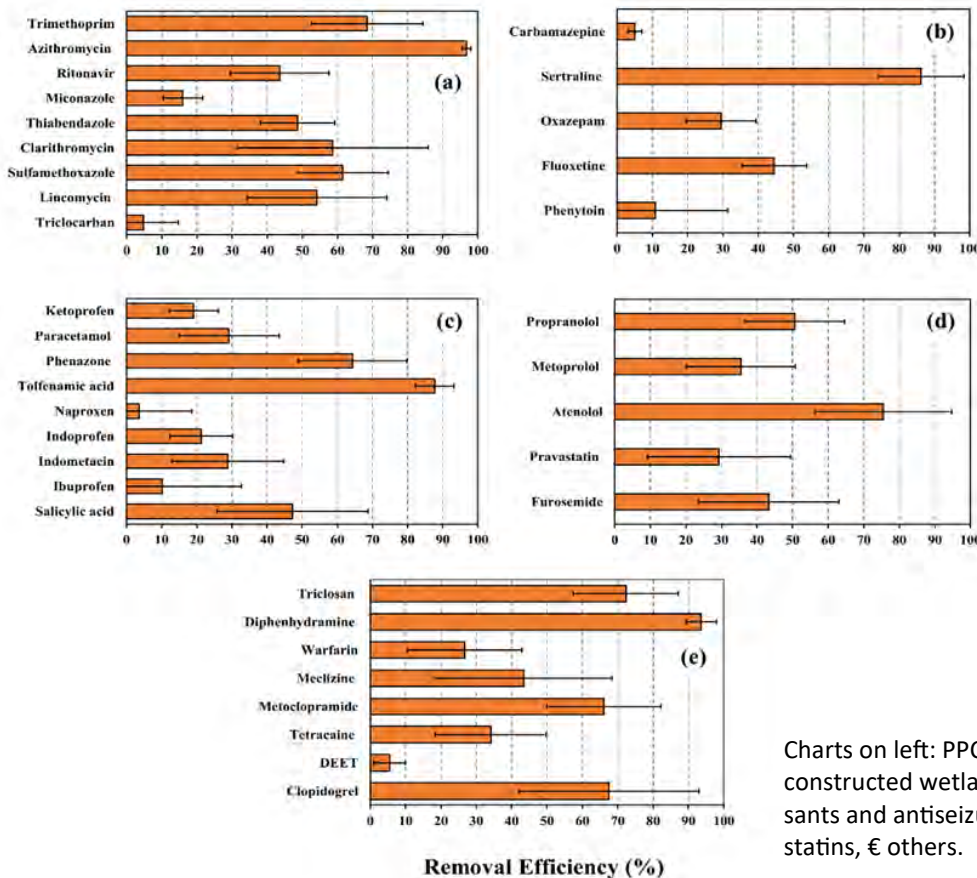 Trimethoprim
Azithromycin
Ritonavir
Miconazole
Thiabendazole
Clarithromycin
Sulfamethoxazole
Lincomycin
Triclocarban
(a)
0 10 20 30 40 50 60 70 80 90 100
Carbamazepine
Sertraline
Oxazepam
Fluoxetine
Phenytoin
(b)
0 10 20 30 40 50 60 70 80 90 100
Ketoprofen
Paracetamol
Phenazone
Tolfenamic acid
Naproxen
Indoprofen
Indometacin
Ibuprofen
Salicylic acid
(c)
0 10 20 30 40 50 60 70 80 90 100
Propranolol
Metoprolol
Atenolol
Pravastatin
Furosemide
(d)
0 10 20 30 40 50 60 70 80 90 100
Triclosan
Diphenhydramine
Warfarin
Meclizine
Metoclopramide
Tetracaine
DEET
Clopidogrel
(e)
0 10 20 30 40 50 60 70 80 90 100
Removal Efficiency (%)
Charts on left:
constructed
sants and
statins, € others.